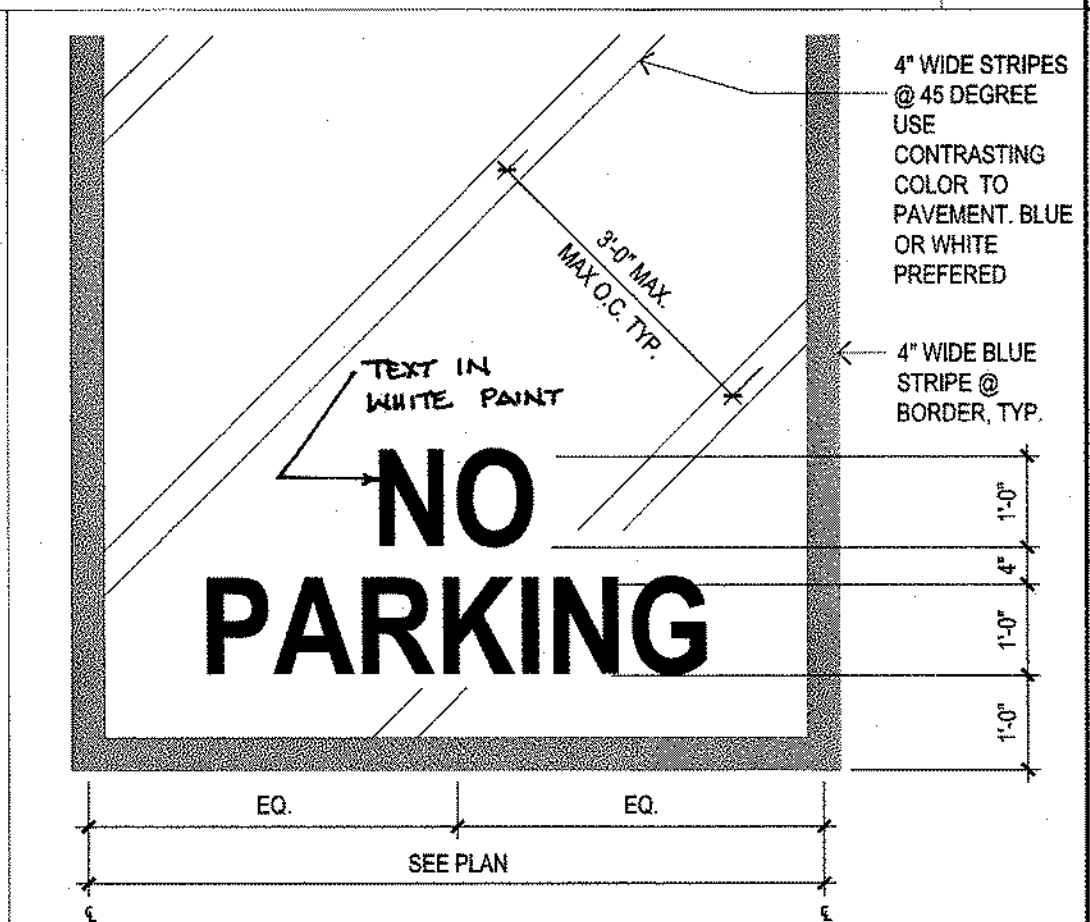 4" WIDE STRIPES
@ 45 DEGREE
USE
CONTRASTING
COLOR TO
PAVEMENT. BLUE
OR WHITE
PREFERED
3'-0" MAX.
MAX O.C. TYP.
4" WIDE BLUE
STRIPE @
BORDER, TYP.
TEXT IN
WHITE PAINT
NO
PARKING
1'-0"
4"
1'-0"
1'-0"
EQ.
EQ.
SEE PLAN
℄
℄